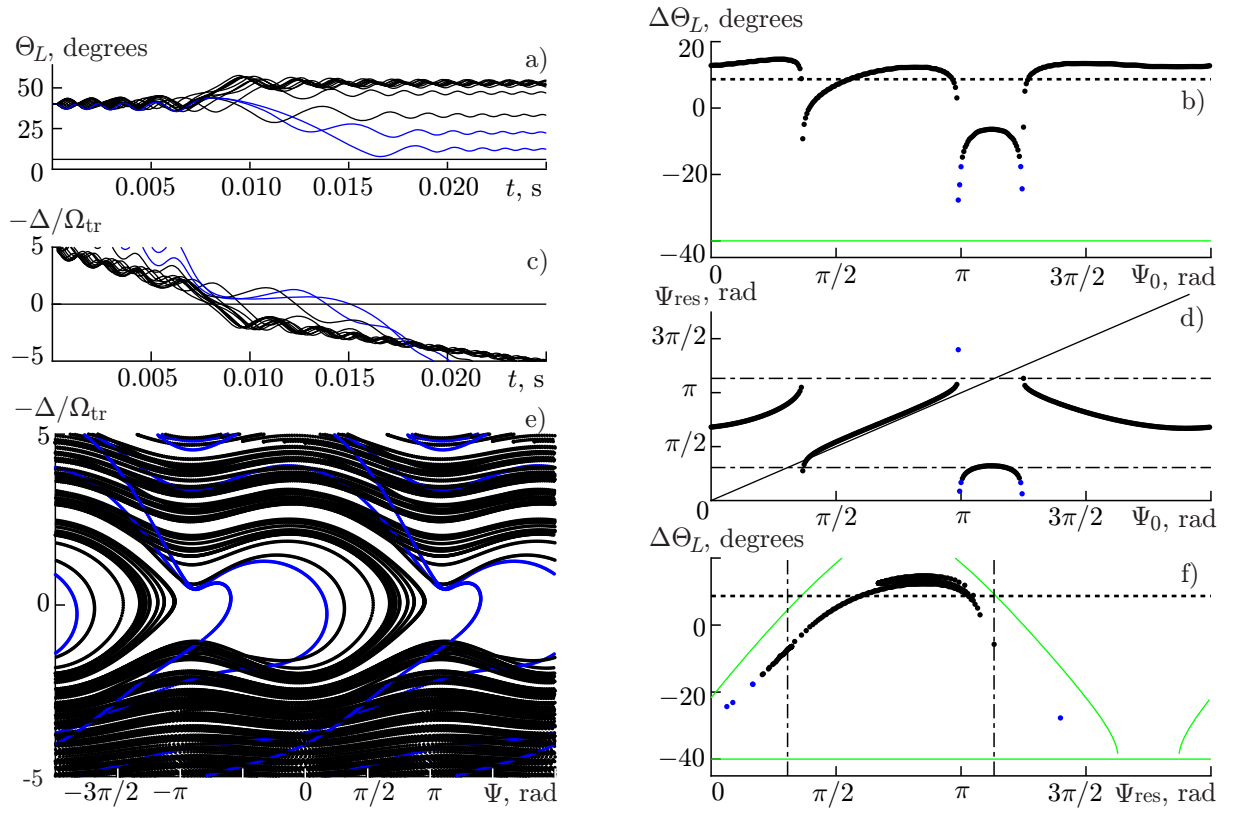 Θ_L, degrees
a)
50
25
0
0.005 0.010 0.015 0.020 t, s
−Δ/Ω_tr
5
c)
0
−5
0.005 0.010 0.015 0.020 t, s
−Δ/Ω_tr
5
e)
0
-5
−3π/2 −π 0 π/2 π Ψ, rad
ΔΘ_L, degrees
20
b)
0
−20
−40
0 π/2 π 3π/2 Ψ_0, rad
Ψ_res, rad
d)
3π/2
π
π/2
0
π/2 π 3π/2 Ψ_0, rad
ΔΘ_L, degrees
20
f)
0
−20
−40
0 π/2 π 3π/2 Ψ_res, rad